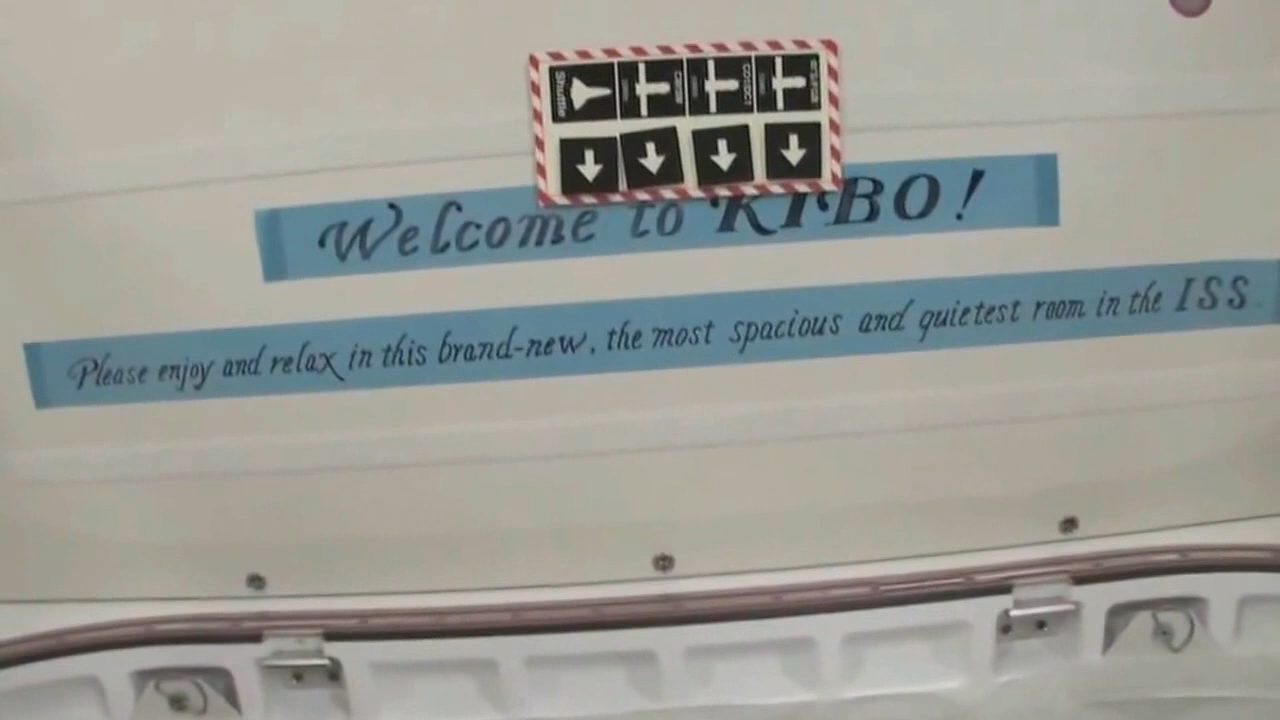 Shuttle
Welcome to KIBO!
Please enjoy and relax in this brand-new, the most spacious and quietest room in the ISS.